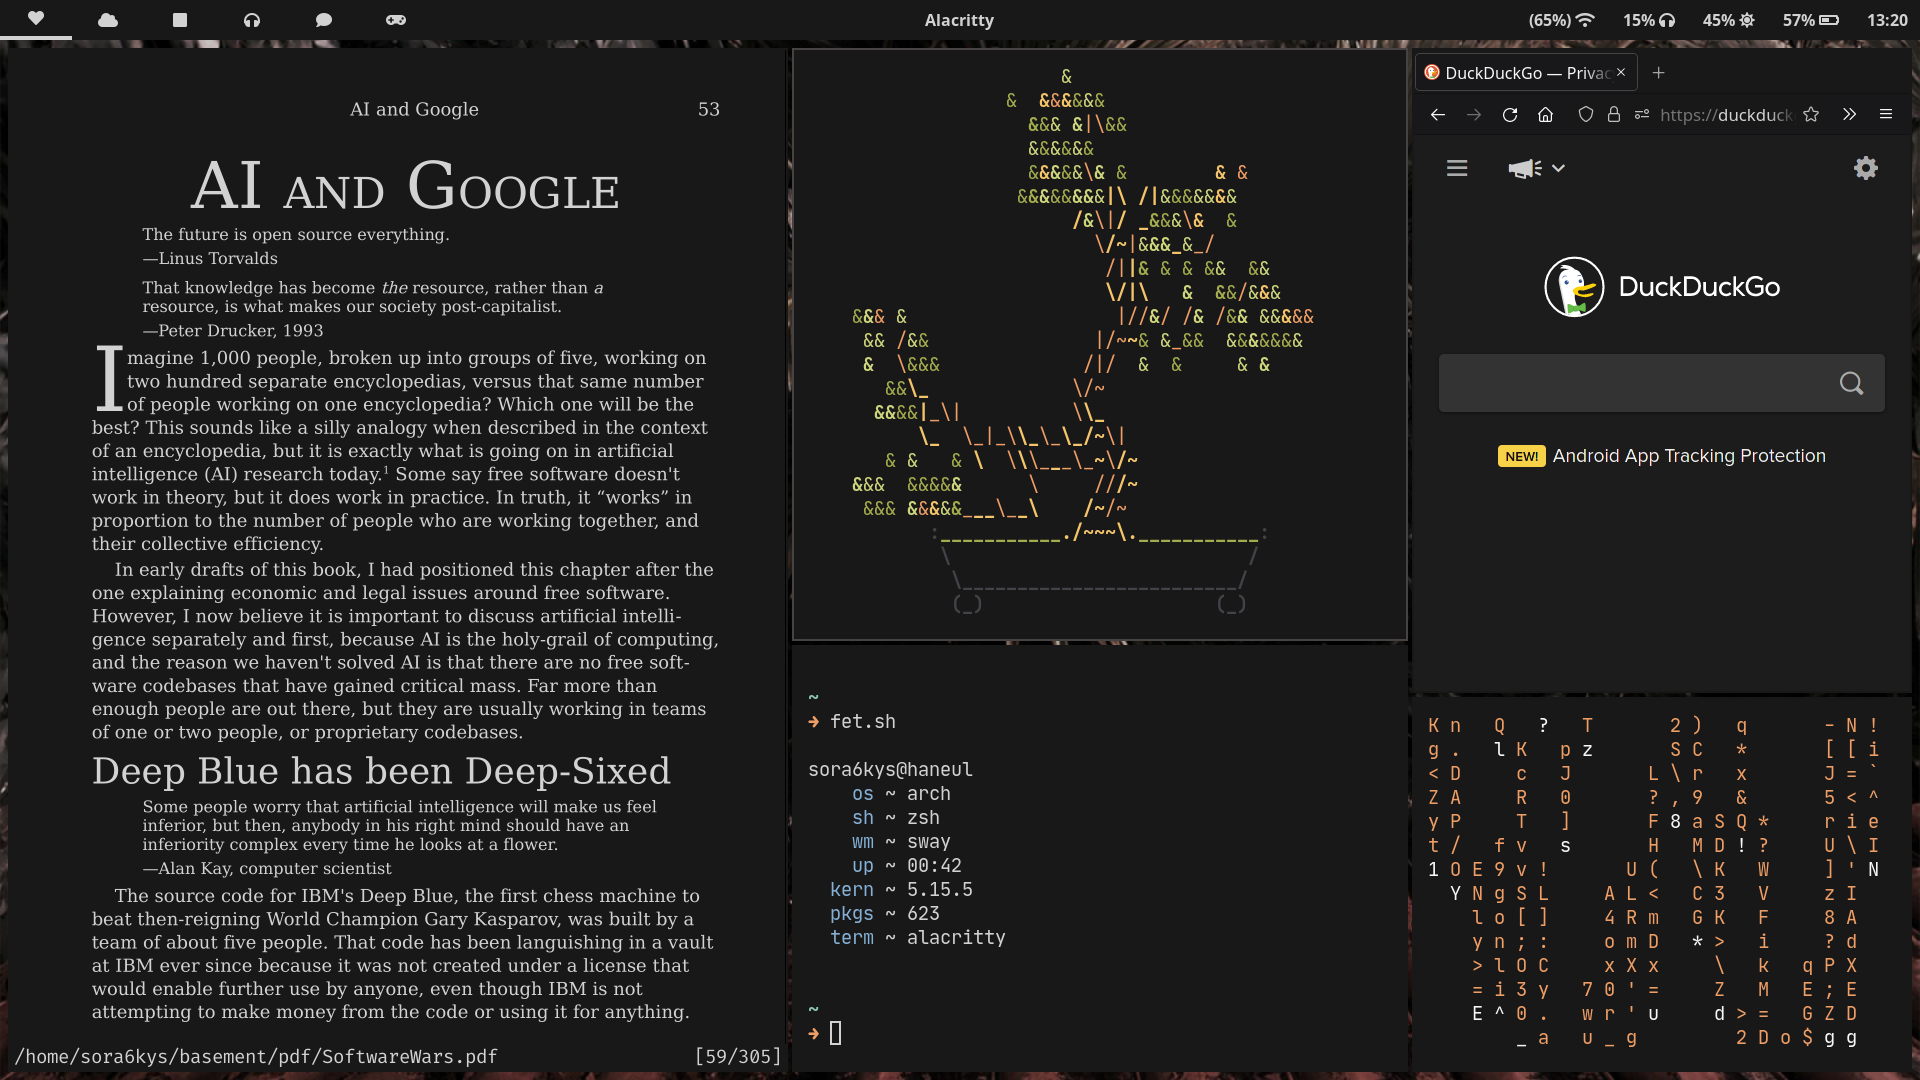 Alacritty
(65%) 15% 45% 57% 13:20
AI and Google 53
AI AND GOOGLE
The future is open source everything.
—Linus Torvalds
That knowledge has become the resource, rather than a
resource, is what makes our society post-capitalist.
—Peter Drucker, 1993
Imagine 1,000 people, broken up into groups of five, working on
two hundred separate encyclopedias, versus that same number
of people working on one encyclopedia? Which one will be the
best? This sounds like a silly analogy when described in the context
of an encyclopedia, but it is exactly what is going on in artificial
intelligence (AI) research today.1 Some say free software doesn't
work in theory, but it does work in practice. In truth, it “works” in
proportion to the number of people who are working together, and
their collective efficiency.
In early drafts of this book, I had positioned this chapter after the
one explaining economic and legal issues around free software.
However, I now believe it is important to discuss artificial intelli-
gence separately and first, because AI is the holy-grail of computing,
and the reason we haven't solved AI is that there are no free soft-
ware codebases that have gained critical mass. Far more than
enough people are out there, but they are usually working in teams
of one or two people, or proprietary codebases.
Deep Blue has been Deep-Sixed
Some people worry that artificial intelligence will make us feel
inferior, but then, anybody in his right mind should have an
inferiority complex every time he looks at a flower.
—Alan Kay, computer scientist
The source code for IBM's Deep Blue, the first chess machine to
beat then-reigning World Champion Gary Kasparov, was built by a
team of about five people. That code has been languishing in a vault
at IBM ever since because it was not created under a license that
would enable further use by anyone, even though IBM is not
attempting to make money from the code or using it for anything.
/home/sora6kys/basement/pdf/SoftwareWars.pdf [59/305]
~
➜ fet.sh
sora6kys@haneul
os ~ arch
sh ~ zsh
wm ~ sway
up ~ 00:42
kern ~ 5.15.5
pkgs ~ 623
term ~ alacritty
~
➜
DuckDuckGo — Privac
https://duckduck
DuckDuckGo
NEW! Android App Tracking Protection
K n Q ? T 2 ) q - N !
g . l K p z S C * [ [ i
< D c J L \ r x J = `
Z A R 0 ? , 9 & 5 < ^
y P T ] F 8 a S Q * r i e
t / f v s H M D ! ? U \ I
1 O E 9 v ! U ( \ K W ] ' N
Y N g S L A L < C 3 V z I
l o [ ] 4 R m G K F 8 A
y n ; : o m D * > i ? d
> l O C x X x \ k q P X
= i 3 y 7 0 ' = Z M E ; E
E ^ 0 . w r ' u d > = G Z D
_ a u _ g 2 D o $ g g